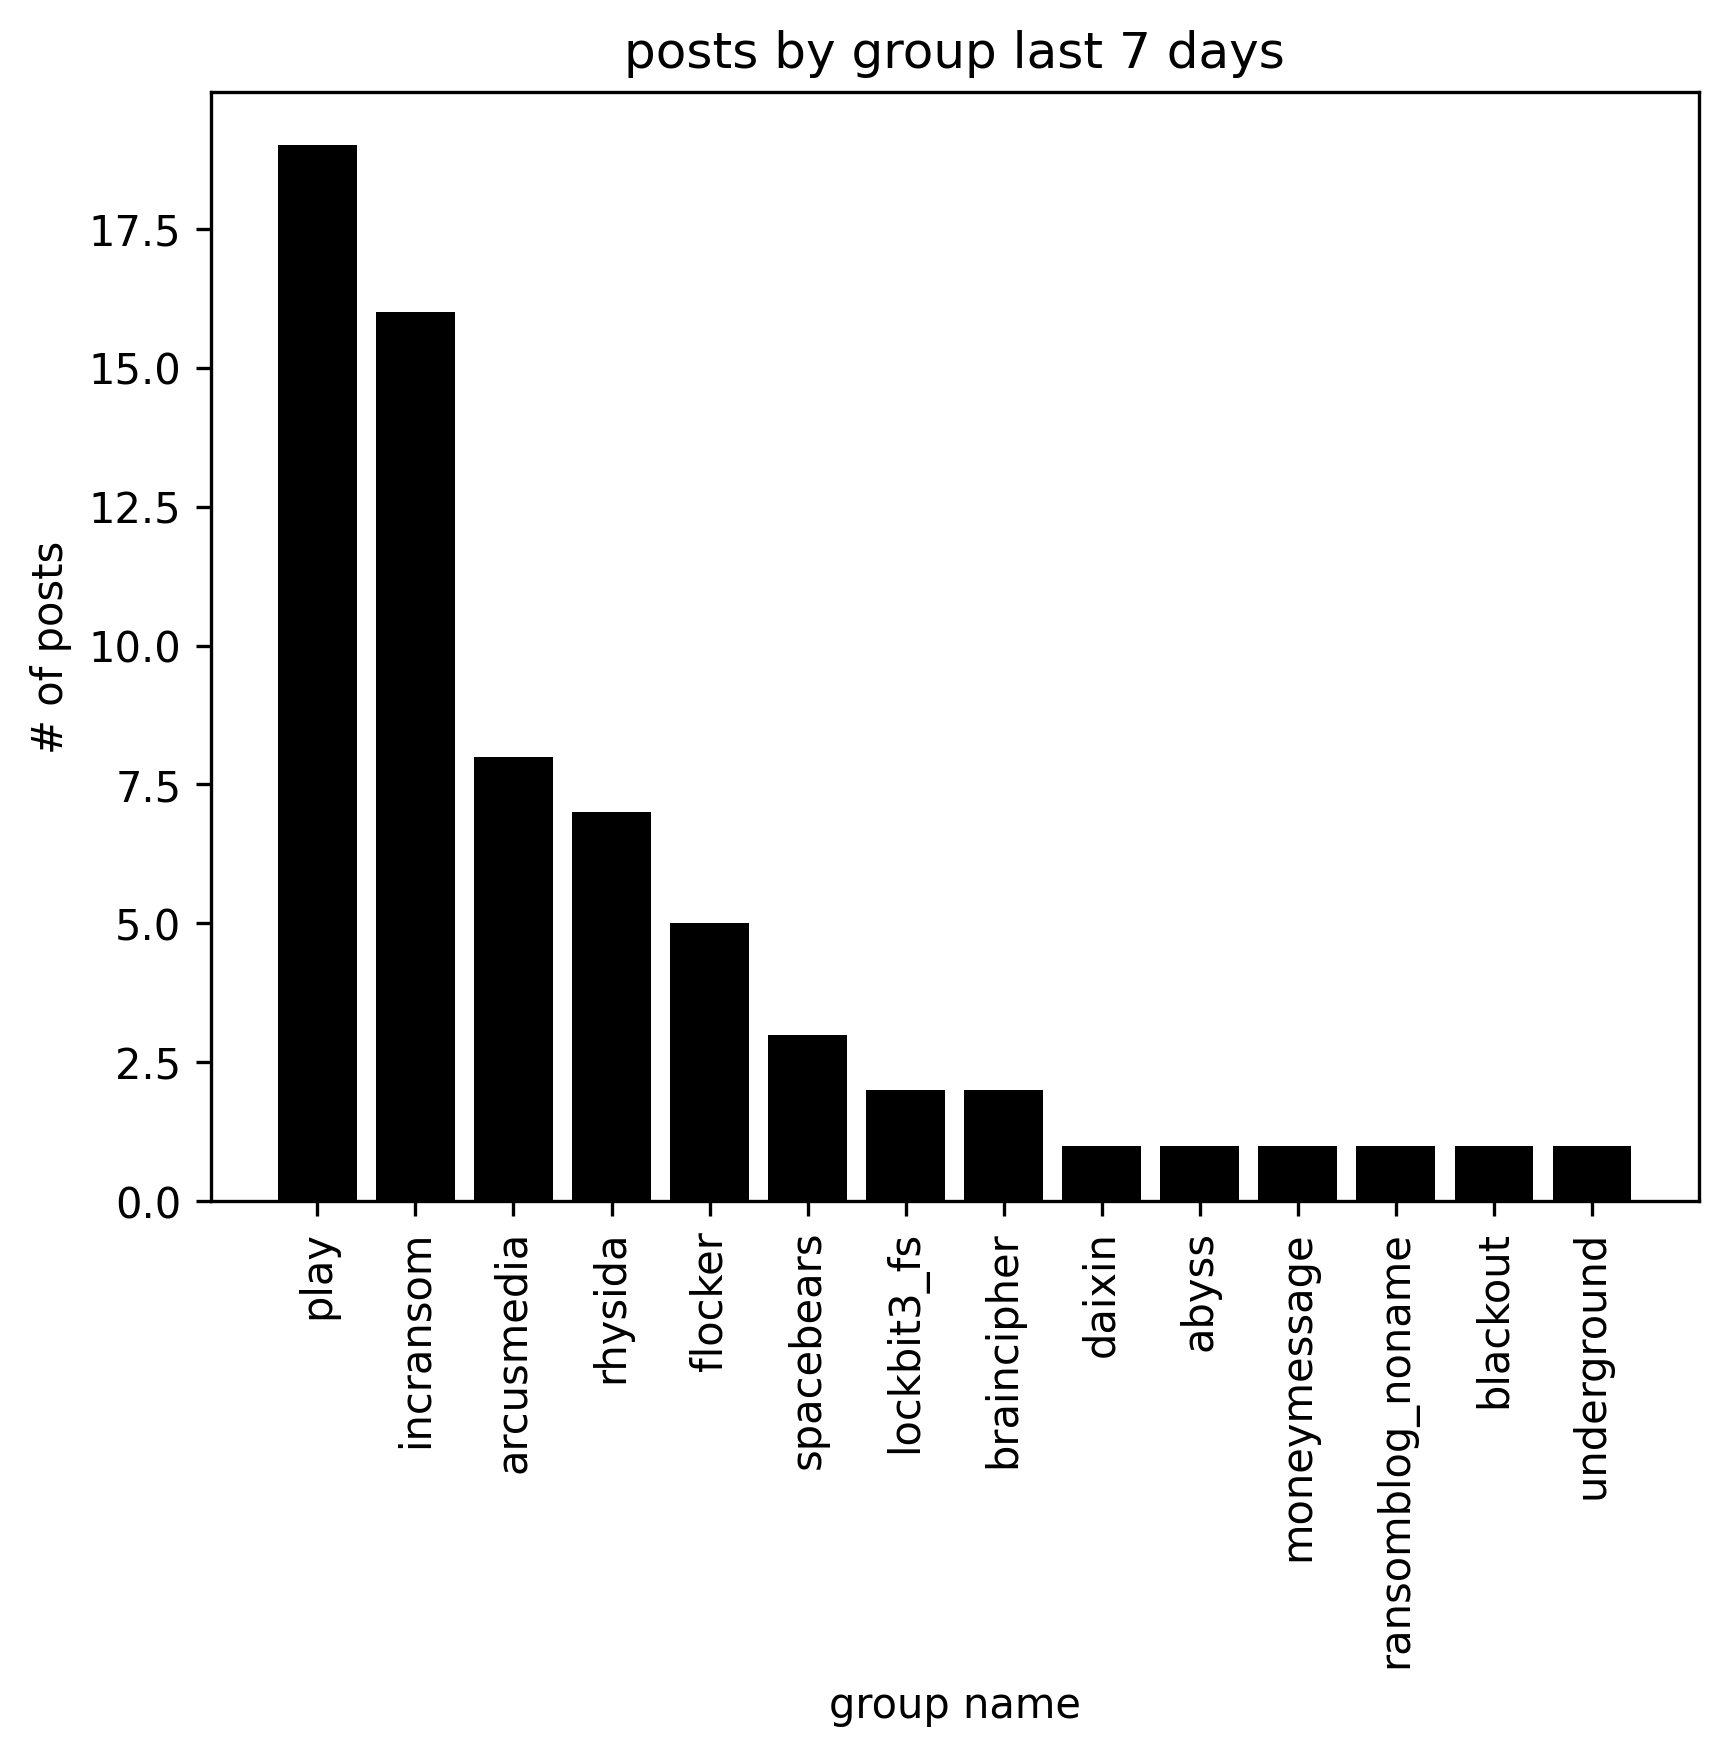 posts by group last 7 days
# of posts
17.5
15.0
12.5
10.0
7.5
5.0
2.5
0.0
play
incransom
arcusmedia
rhysida
flocker
spacebears
lockbit3_fs
braincipher
daixin
abyss
moneymessage
ransomblog_noname
blackout
underground
group name